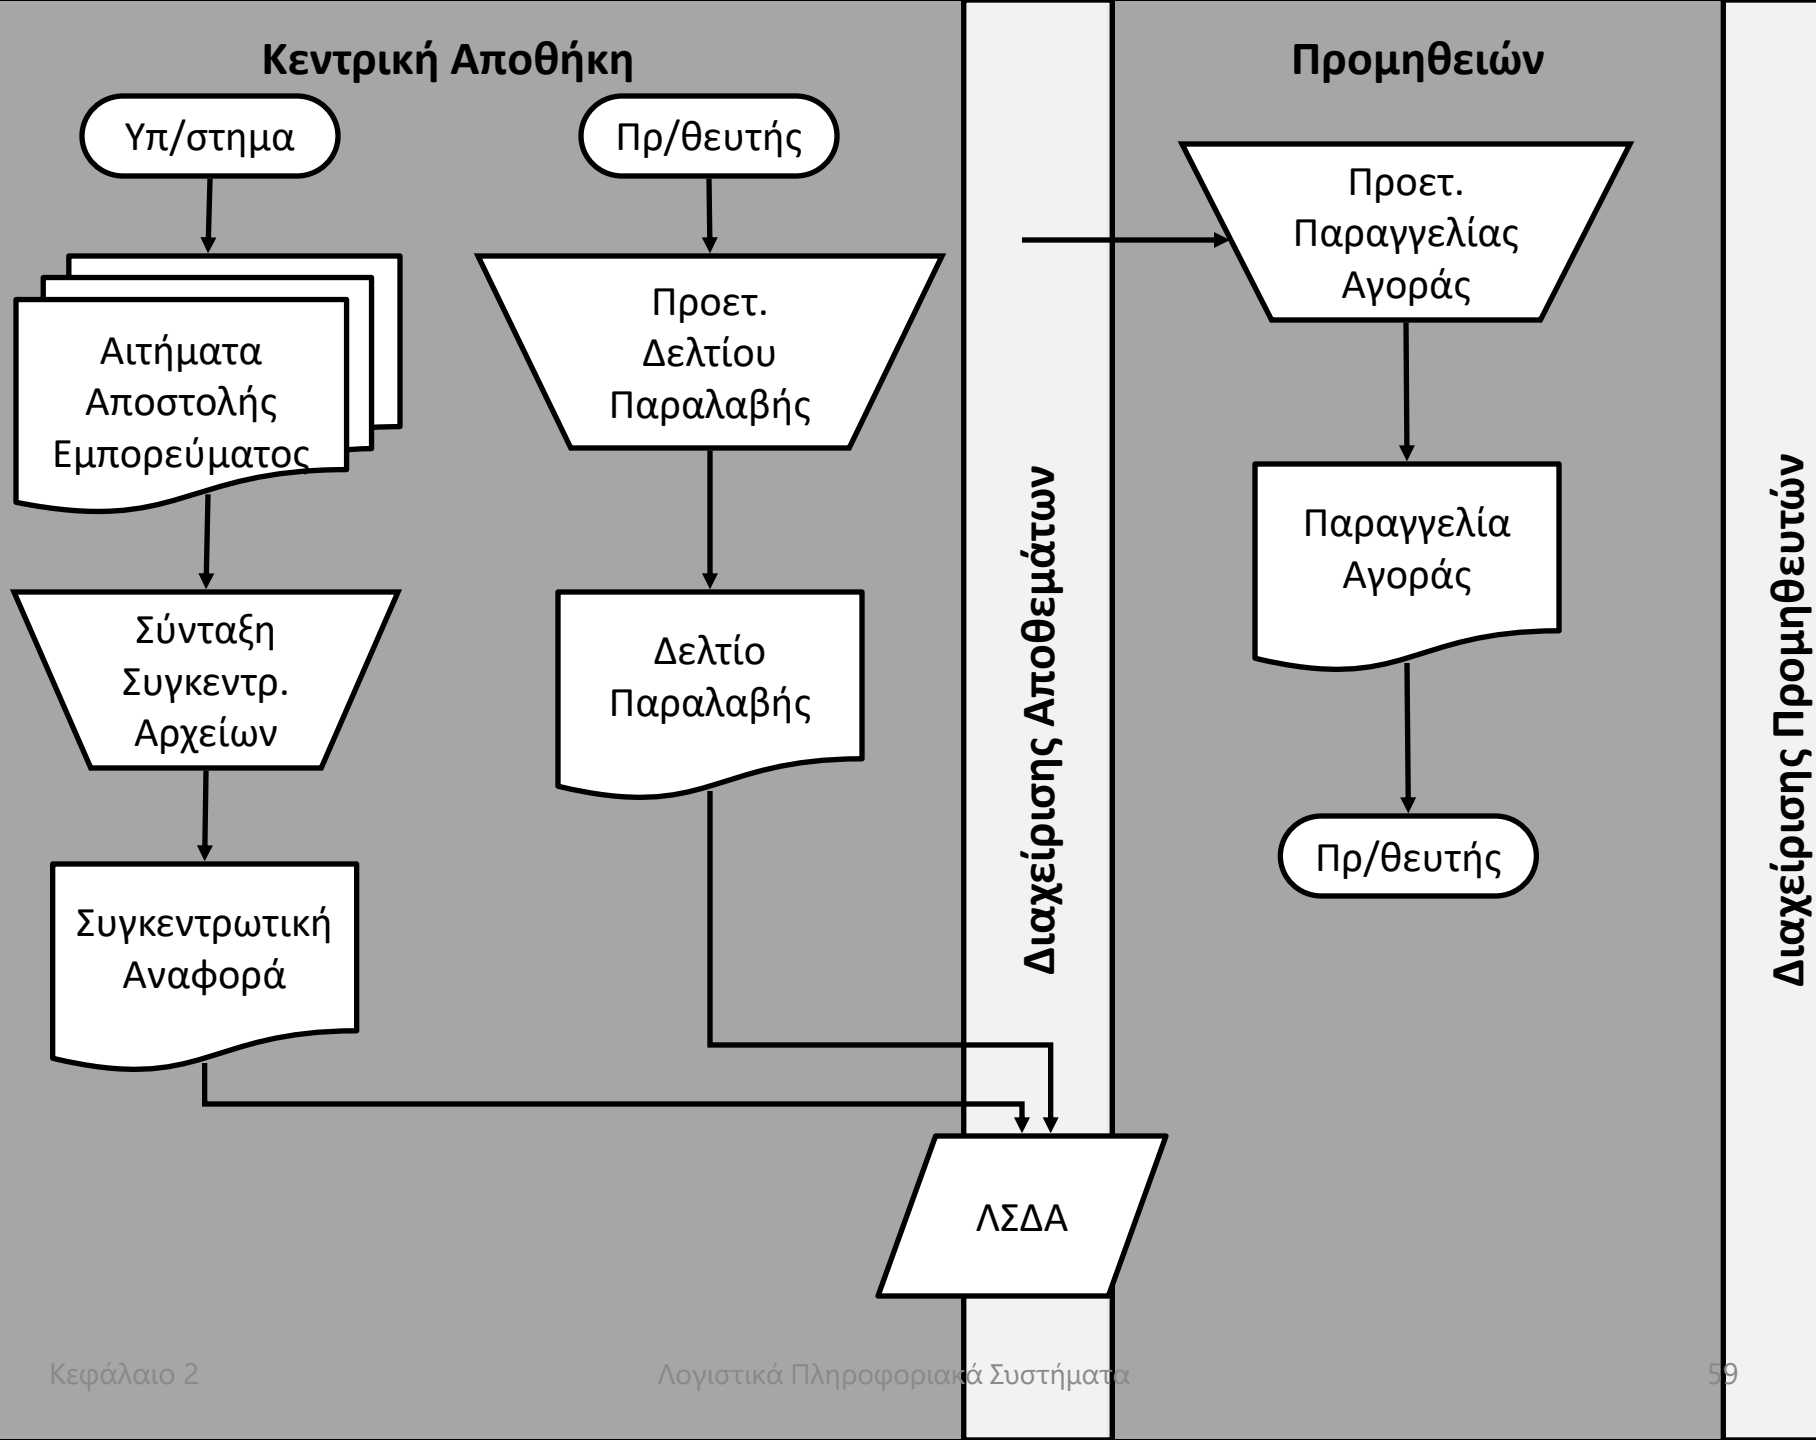 Κεντρική Αποθήκη
Υπ/στημα
Αιτήματα
Αποστολής
Εμπορεύματος
Σύνταξη
Συγκεντρ.
Αρχείων
Συγκεντρωτική
Αναφορά
Πρ/θευτής
Προετ.
Δελτίου
Παραλαβής
Δελτίο
Παραλαβής
Διαχείρισης Αποθεμάτων
ΛΣΔΑ
Προμηθειών
Προετ.
Παραγγελίας
Αγοράς
Παραγγελία
Αγοράς
Πρ/θευτής
Διαχείρισης Προμηθευτών
Κεφάλαιο 2
Λογιστικά Πληροφοριακά Συστήματα
59